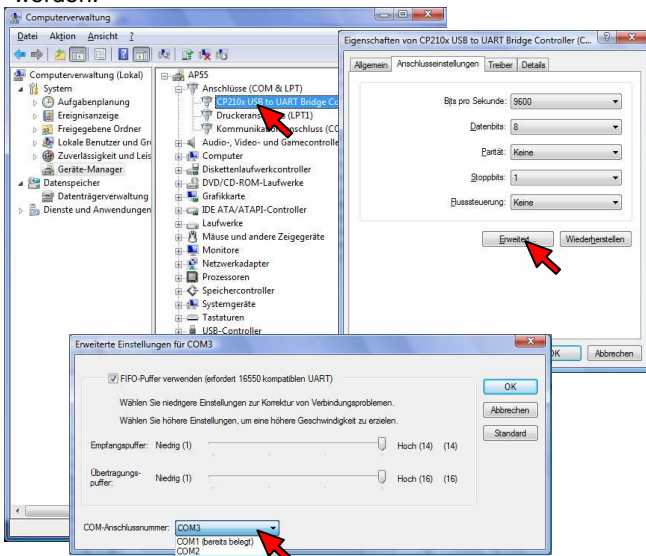 Computerverwaltung
Datei Aktion Ansicht ?
Computerverwaltung (Lokal)
System
Aufgabenplanung
Ereignisanzeige
Freigegebene Ordner
Lokale Benutzer und Gru
Zuverlässigkeit und Leis
Geräte-Manager
Datenspeicher
Datenträgerverwaltung
Dienste und Anwendungen
AP55
Anschlüsse (COM & LPT)
CP210x USB to UART Bridge Co
(LPT1)
(CO
Audio-, Video- und Gamecontrolle
Computer
Diskettenlaufwerkcontroller
DVD/CD-ROM-Laufwerke
Grafikkarte
IDE ATA/ATAPI-Controller
Laufwerke
Mäuse und andere Zeigegeräte
Monitore
Netzwerkadapter
Prozessoren
Speichercontroller
Systemgeräte
Tastaturen
USB-Controller
Eigenschaften von CP210x USB to UART Bridge Controller (C...
Allgemein Anschlusseinstellungen Treiber Details
Bits pro Sekunde: 9600
Datenbits: 8
Parität: Keine
Stoppbits: 1
Flusssteuerung: Keine
Erweitert... Wiederherstellen
OK Abbrechen
Erweiterte Einstellungen für COM3
FIFO-Puffer verwenden (erfordert 16550 kompatiblen UART)
Wählen Sie niedrigere Einstellungen zur Korrektur von Verbindungsproblemen.
Wählen Sie höhere Einstellungen, um eine höhere Geschwindigkeit zu erzielen.
Empfangspuffer: Niedrig (1) Hoch (14) (14)
Übertragungs-
puffer: Niedrig (1) Hoch (16) (16)
COM-Anschlussnummer: COM3
COM1 (bereits belegt)
COM2
OK
Abbrechen
Standard